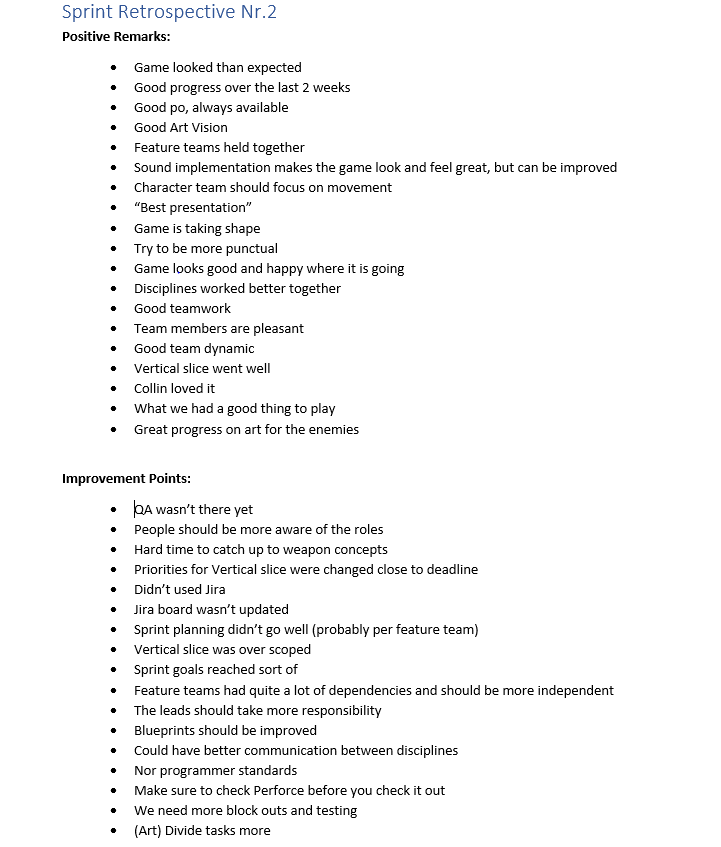 Sprint Retrospective Nr.2
Positive Remarks:
• Game looked than expected
• Good progress over the last 2 weeks
• Good po, always available
• Good Art Vision
• Feature teams held together
• Sound implementation makes the game look and feel great, but can be improved
• Character team should focus on movement
• “Best presentation”
• Game is taking shape
• Try to be more punctual
• Game looks good and happy where it is going
• Disciplines worked better together
• Good teamwork
• Team members are pleasant
• Good team dynamic
• Vertical slice went well
• Collin loved it
• What we had a good thing to play
• Great progress on art for the enemies
Improvement Points:
• QA wasn’t there yet
• People should be more aware of the roles
• Hard time to catch up to weapon concepts
• Priorities for Vertical slice were changed close to deadline
• Didn’t used Jira
• Jira board wasn’t updated
• Sprint planning didn’t go well (probably per feature team)
• Vertical slice was over scoped
• Sprint goals reached sort of
• Feature teams had quite a lot of dependencies and should be more independent
• The leads should take more responsibility
• Blueprints should be improved
• Could have better communication between disciplines
• Nor programmer standards
• Make sure to check Perforce before you check it out
• We need more block outs and testing
• (Art) Divide tasks more